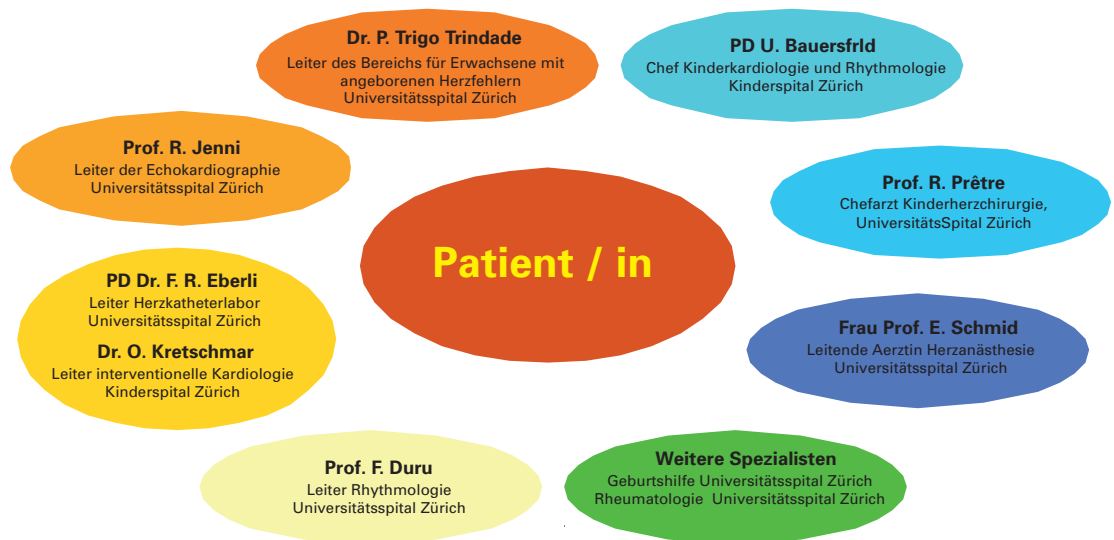 Dr. P. Trigo Trindade
Leiter des Bereichs für Erwachsene mit
angeborenen Herzfehlern
Universitätsspital Zürich
PD U. Bauersfrld
Chef Kinderkardiologie und Rhythmologie
Kinderspital Zürich
Prof. R. Jenni
Leiter der Echokardiographie
Universitätsspital Zürich
Prof. R. Prêtre
Chefarzt Kinderherzchirurgie,
UniversitätsSpital Zürich
Patient / in
PD Dr. F. R. Eberli
Leiter Herzkatheterlabor
Universitätsspital Zürich
Dr. O. Kretschmar
Leiter interventionelle Kardiologie
Kinderspital Zürich
Frau Prof. E. Schmid
Leitende Aerztin Herzanästhesie
Universitätsspital Zürich
Prof. F. Duru
Leiter Rhythmologie
Universitätsspital Zürich
Weitere Spezialisten
Geburtshilfe Universitätsspital Zürich
Rheumatologie Universitätsspital Zürich